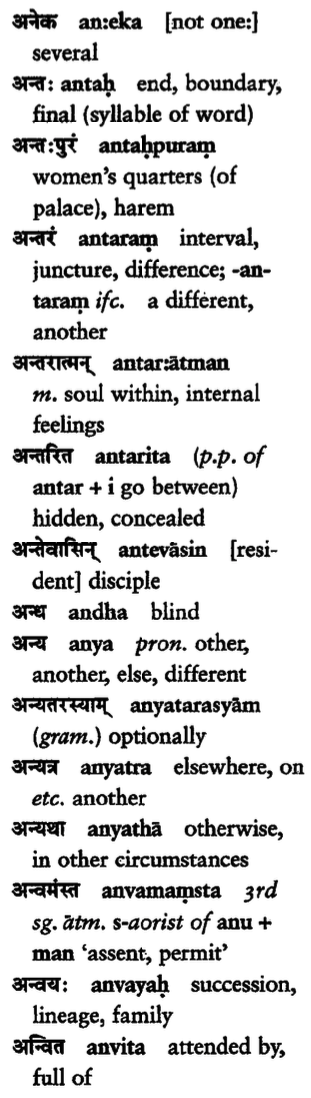 अनेक an:eka [not one:]
several
अन्त: antaḥ end, boundary,
final (syllable of word)
अन्त:पुरं antaḥpuraṃ
women's quarters (of
palace), harem
अन्तरं antaraṃ interval,
juncture, difference; -an-
taraṃ ifc. a different,
another
अन्तरात्मन् antar:ātman
m. soul within, internal
feelings
अन्तरित antarita (p.p. of
antar + i go between)
hidden, concealed
अन्तेवासिन् antevāsin [resi-
dent] disciple
अन्ध andha blind
अन्य anya pron. other,
another, else, different
अन्यतरस्याम् anyatarasyām
(gram.) optionally
अन्यत्र anyatra elsewhere, on
etc. another
अन्यथा anyathā otherwise,
in other circumstances
अन्वमंस्त anvamaṃsta 3rd
sg. ātm. s-aorist of anu +
man 'assent, permit'
अन्वय: anvayaḥ succession,
lineage, family
अन्वित anvita attended by,
full of